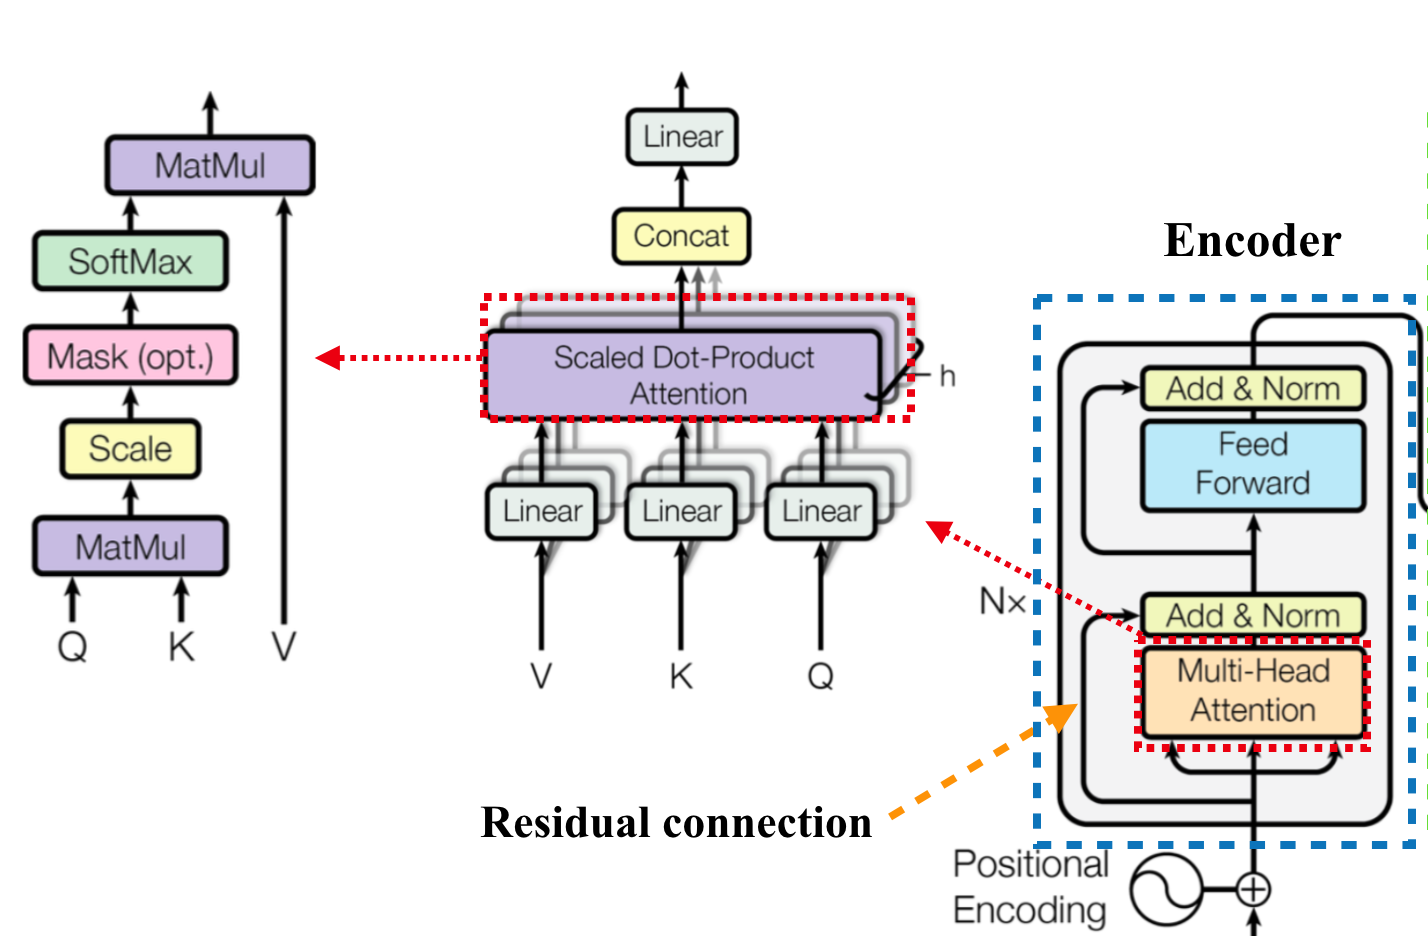 MatMul
SoftMax
Mask (opt.)
Scale
MatMul
Q
K
V
Linear
Concat
Scaled Dot-Product
Attention
h
Linear
Linear
Linear
V
K
Q
Encoder
Add & Norm
Feed
Forward
N×
Add & Norm
Multi-Head
Attention
Residual connection
Positional
Encoding